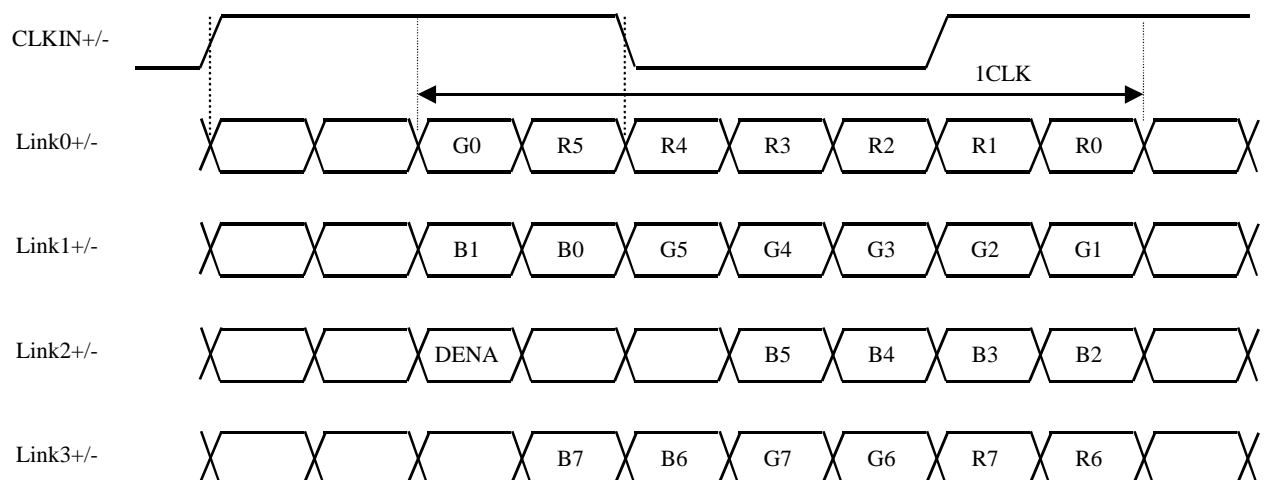 CLKIN+/-
1CLK
Link0+/- G0 R5 R4 R3 R2 R1 R0
Link1+/- B1 B0 G5 G4 G3 G2 G1
Link2+/- DENA B5 B4 B3 B2
Link3+/- B7 B6 G7 G6 R7 R6